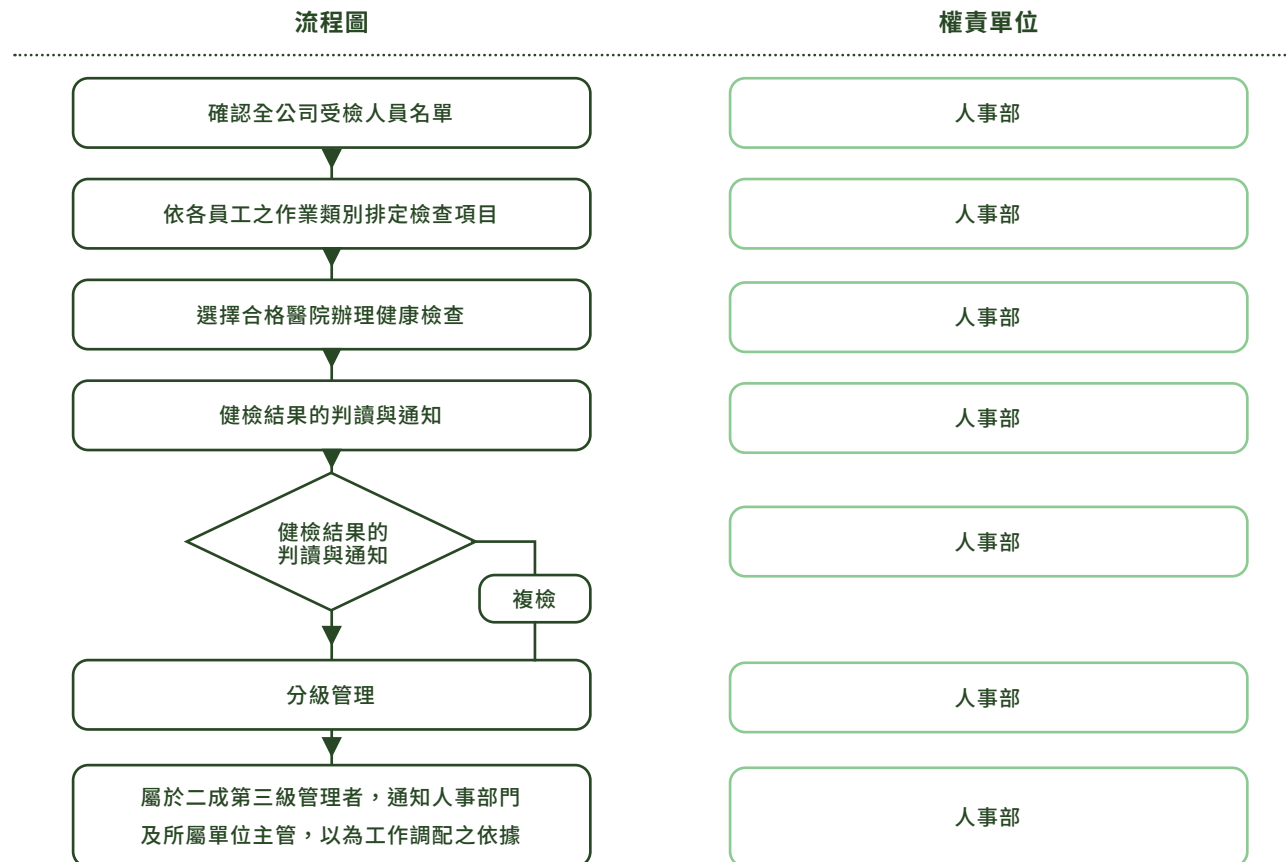 流程圖
權責單位
確認全公司受檢人員名單
人事部
依各員工之作業類別排定檢查項目
人事部
選擇合格醫院辦理健康檢查
人事部
健檢結果的判讀與通知
人事部
健檢結果的
判讀與通知
人事部
複檢
分級管理
人事部
屬於二成第三級管理者，通知人事部門
及所屬單位主管，以為工作調配之依據
人事部